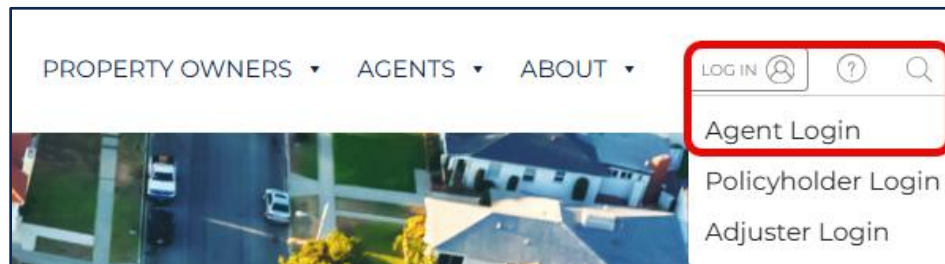 PROPERTY OWNERS ▾ AGENTS ▾ ABOUT ▾ LOG IN ?
Agent Login
Policyholder Login
Adjuster Login